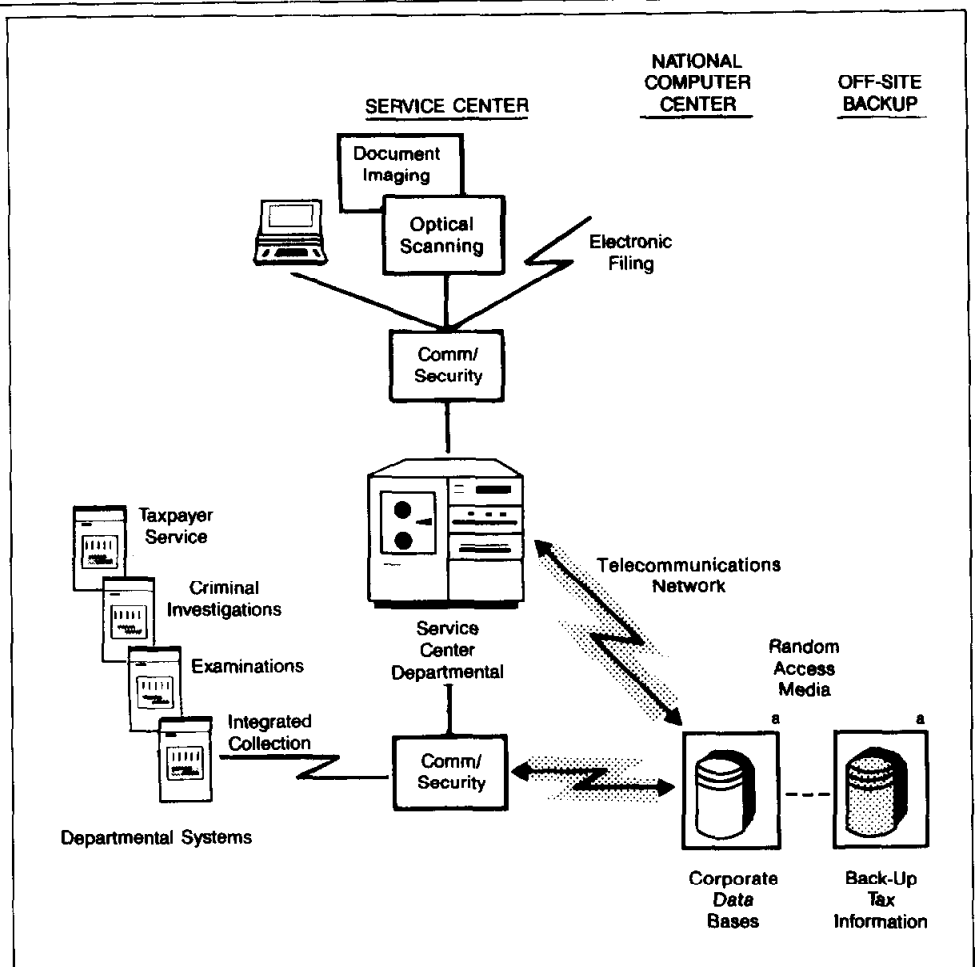 SERVICE CENTER
NATIONAL
COMPUTER
CENTER
OFF-SITE
BACKUP
Document
Imaging
Optical
Scanning
Electronic
Filing
Comm/
Security
Taxpayer
Service
Criminal
Investigations
Examinations
Integrated
Collection
Departmental Systems
Service
Center
Departmental
Telecommunications
Network
Comm/
Security
Random
Access
Media
a
a
Corporate
Data
Bases
Back-Up
Tax
Information